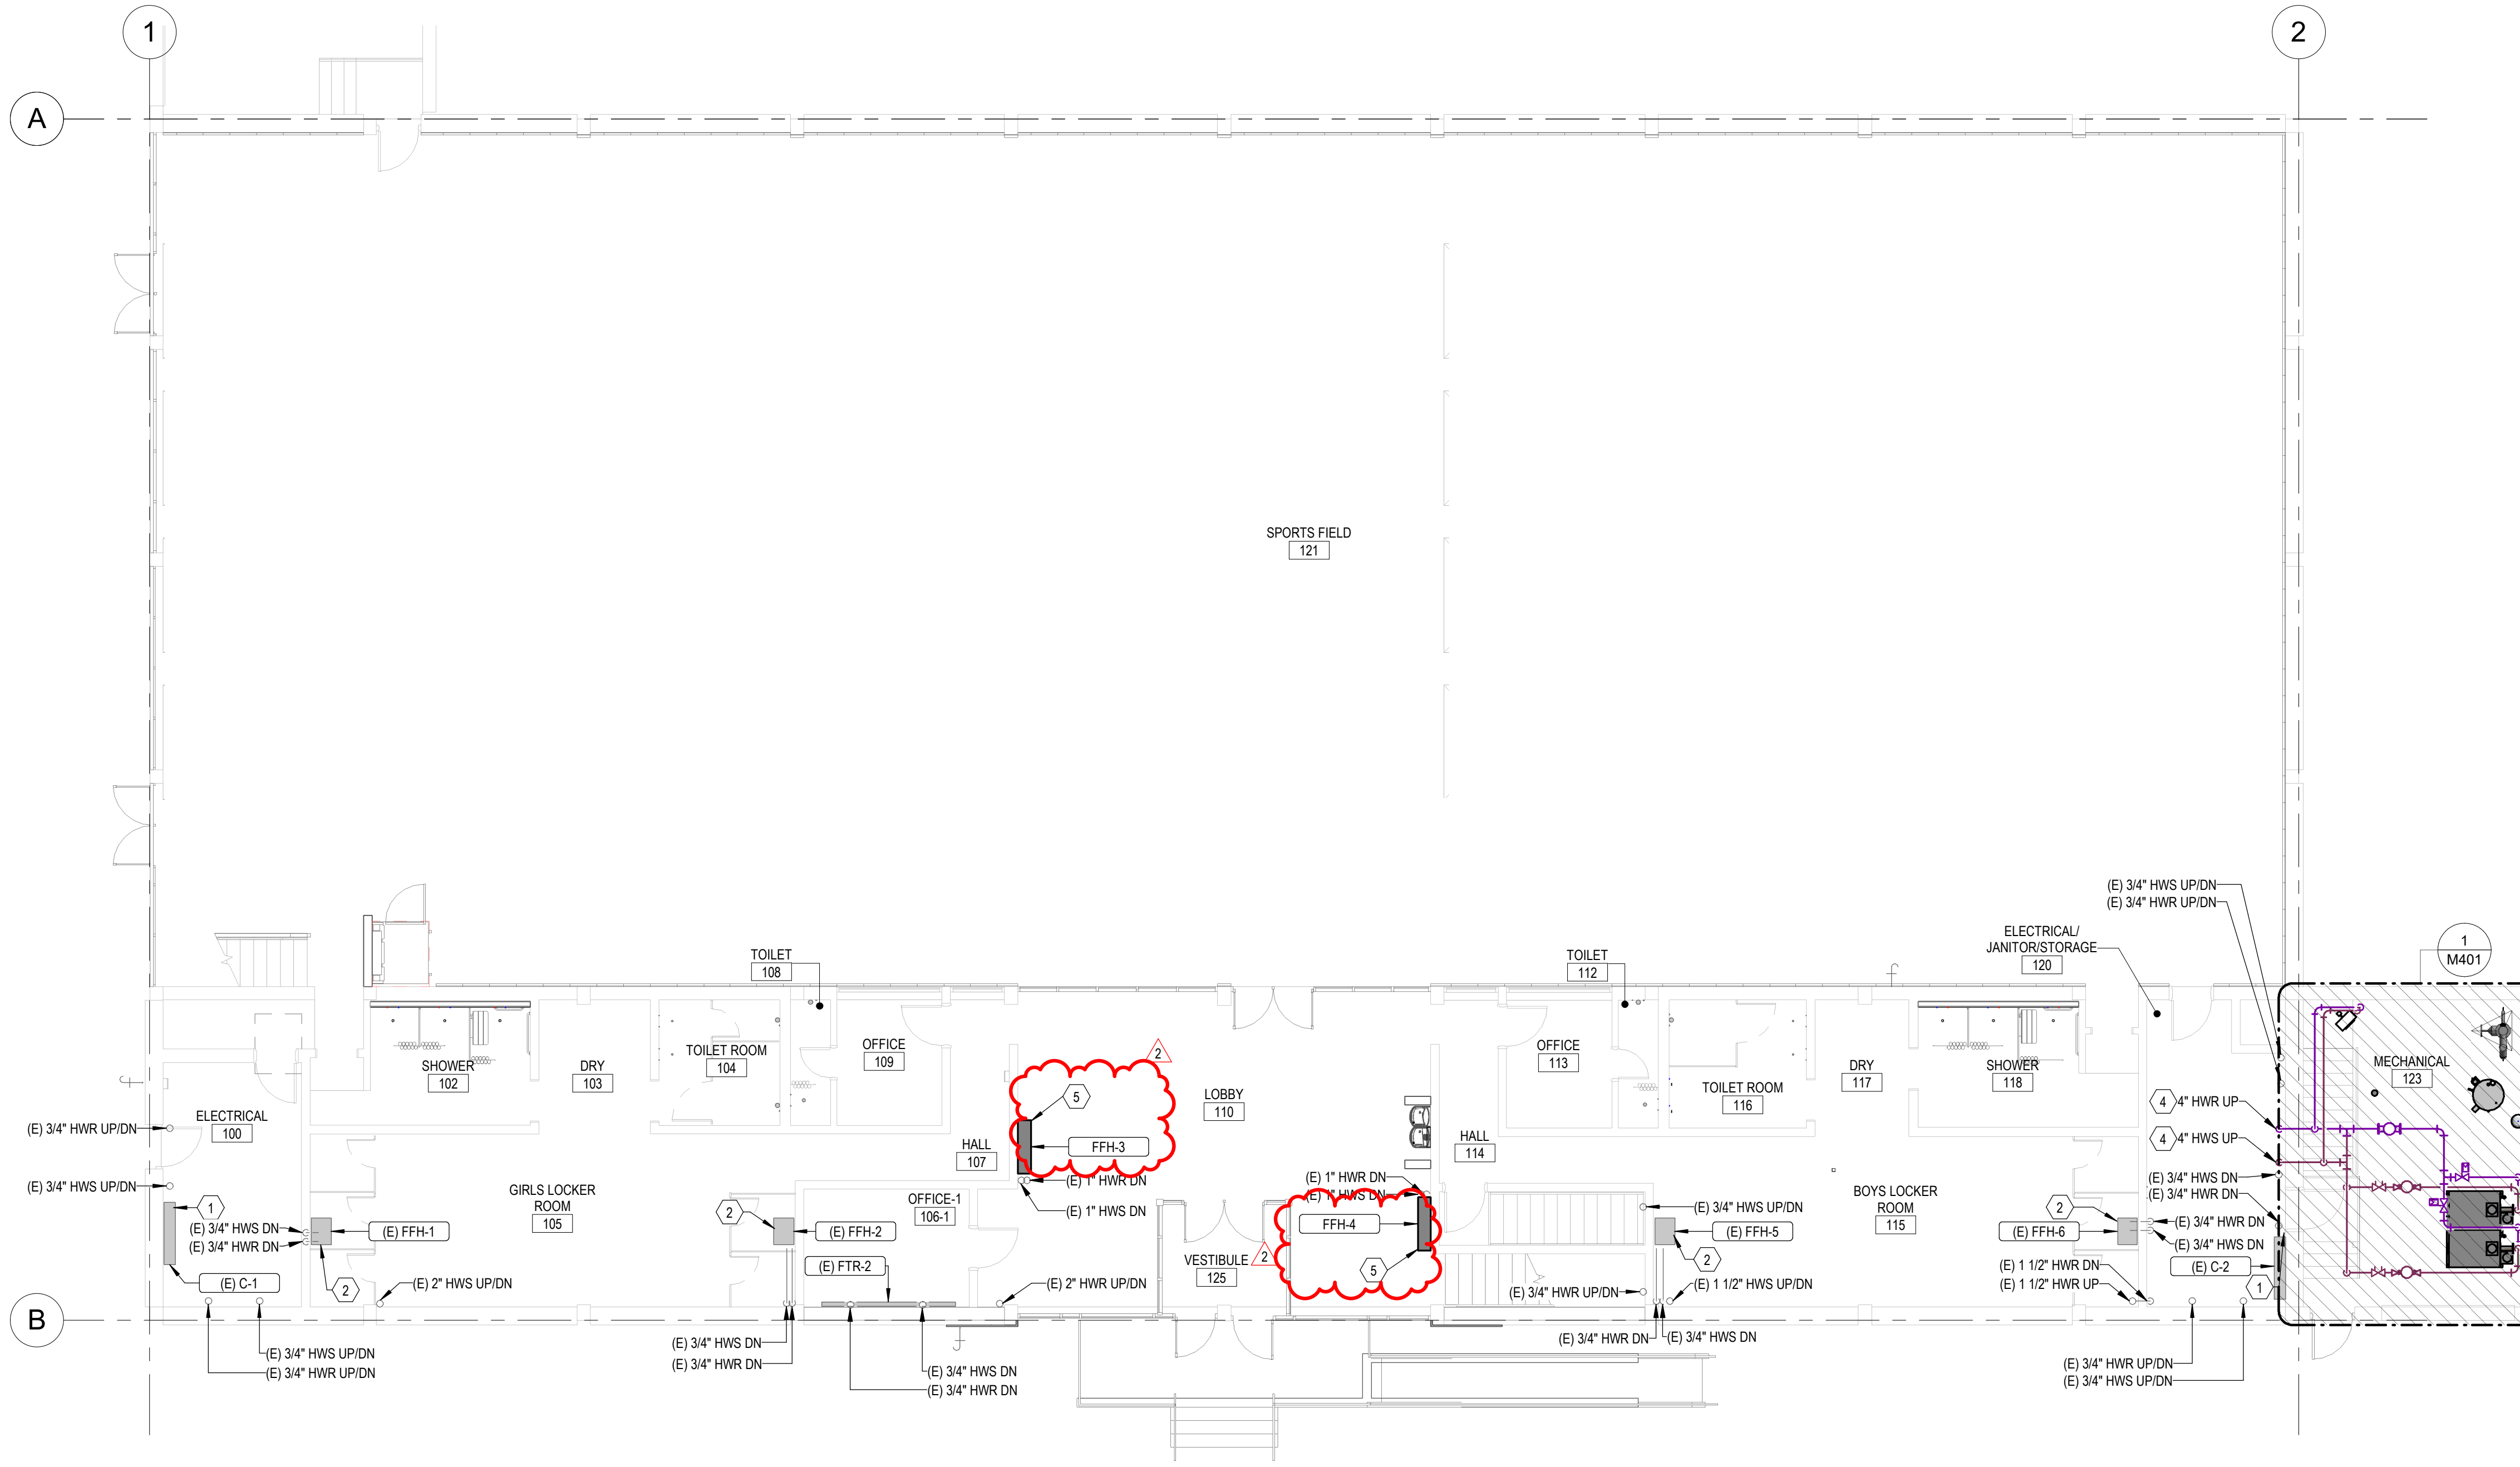 1
2
A
SPORTS FIELD
121
(E) 3/4" HWS UP/DN
(E) 3/4" HWR UP/DN
ELECTRICAL/
JANITOR/STORAGE
120
1
M401
TOILET
108
TOILET
112
SHOWER
102
DRY
103
TOILET ROOM
104
OFFICE
109
2
5
FFH-3
LOBBY
110
OFFICE
113
TOILET ROOM
116
DRY
117
SHOWER
118
MECHANICAL
123
4
4" HWR UP
4
4" HWS UP
(E) 3/4" HWS DN
(E) 3/4" HWR DN
ELECTRICAL
100
(E) 3/4" HWR UP/DN
(E) 3/4" HWS UP/DN
HALL
107
HALL
114
(E) 1" HWR DN
(E) 1" HWS DN
(E) 1" HWR DN
(E) 1" HWS DN
GIRLS LOCKER
ROOM
105
OFFICE-1
106-1
BOYS LOCKER
ROOM
115
1
(E) 3/4" HWS DN
(E) 3/4" HWR DN
(E) FFH-1
2
(E) C-1
2
(E) FFH-2
(E) FTR-2
(E) 2" HWS UP/DN
(E) 2" HWR UP/DN
VESTIBULE
125
2
FFH-4
5
(E) 3/4" HWS UP/DN
(E) FFH-5
2
(E) 3/4" HWR UP/DN
(E) 1 1/2" HWS UP/DN
2
(E) FFH-6
(E) 3/4" HWR DN
(E) 3/4" HWS DN
(E) 1 1/2" HWR DN
(E) 1 1/2" HWR UP
(E) C-2
1
B
(E) 3/4" HWS UP/DN
(E) 3/4" HWR UP/DN
(E) 3/4" HWS DN
(E) 3/4" HWR DN
(E) 3/4" HWS DN
(E) 3/4" HWR DN
(E) 3/4" HWR DN
(E) 3/4" HWS DN
(E) 3/4" HWR UP/DN
(E) 3/4" HWS UP/DN